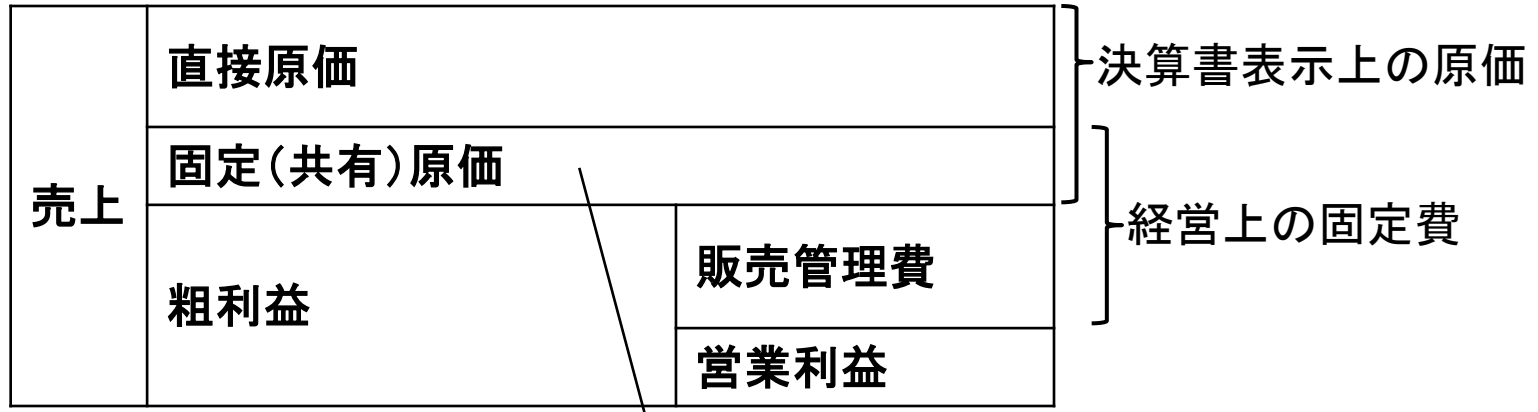 直接原価
決算書表示上の原価
固定(共有)原価
売上
経営上の固定費
販売管理費
粗利益
営業利益